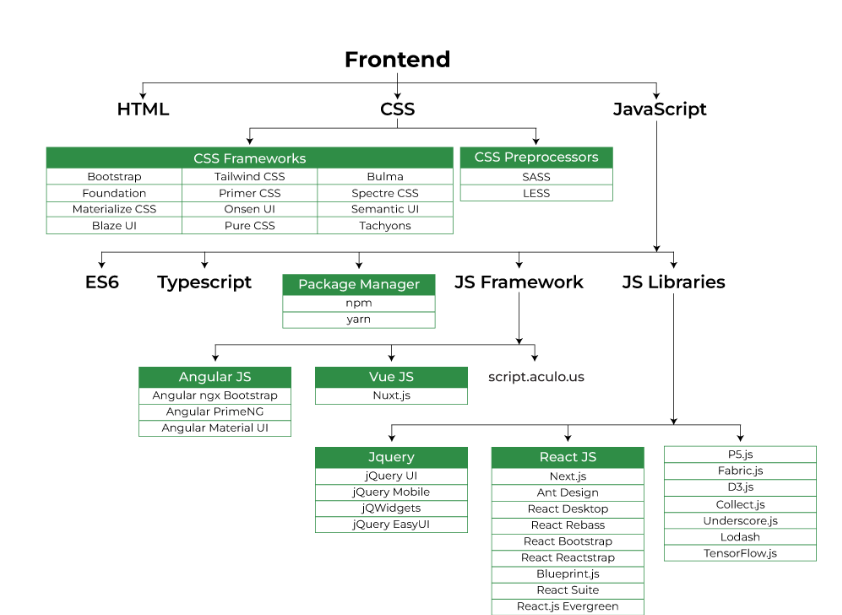 Frontend
HTML
CSS
JavaScript
CSS Frameworks
Bootstrap Tailwind CSS Bulma
Foundation Primer CSS Spectre CSS
Materialize CSS Onsen UI Semantic UI
Blaze UI Pure CSS Tachyons
CSS Preprocessors
SASS
LESS
ES6
Typescript
Package Manager
npm
yarn
JS Framework
JS Libraries
Angular JS
Angular ngx Bootstrap
Angular PrimeNG
Angular Material UI
Vue JS
Nuxt.js
script.aculo.us
Jquery
jQuery UI
jQuery Mobile
jQWidgets
jQuery EasyUI
React JS
Next.js
Ant Design
React Desktop
React Rebass
React Bootstrap
React Reactstrap
Blueprint.js
React Suite
React.js Evergreen
P5.js
Fabric.js
D3.js
Collect.js
Underscore.js
Lodash
TensorFlow.js